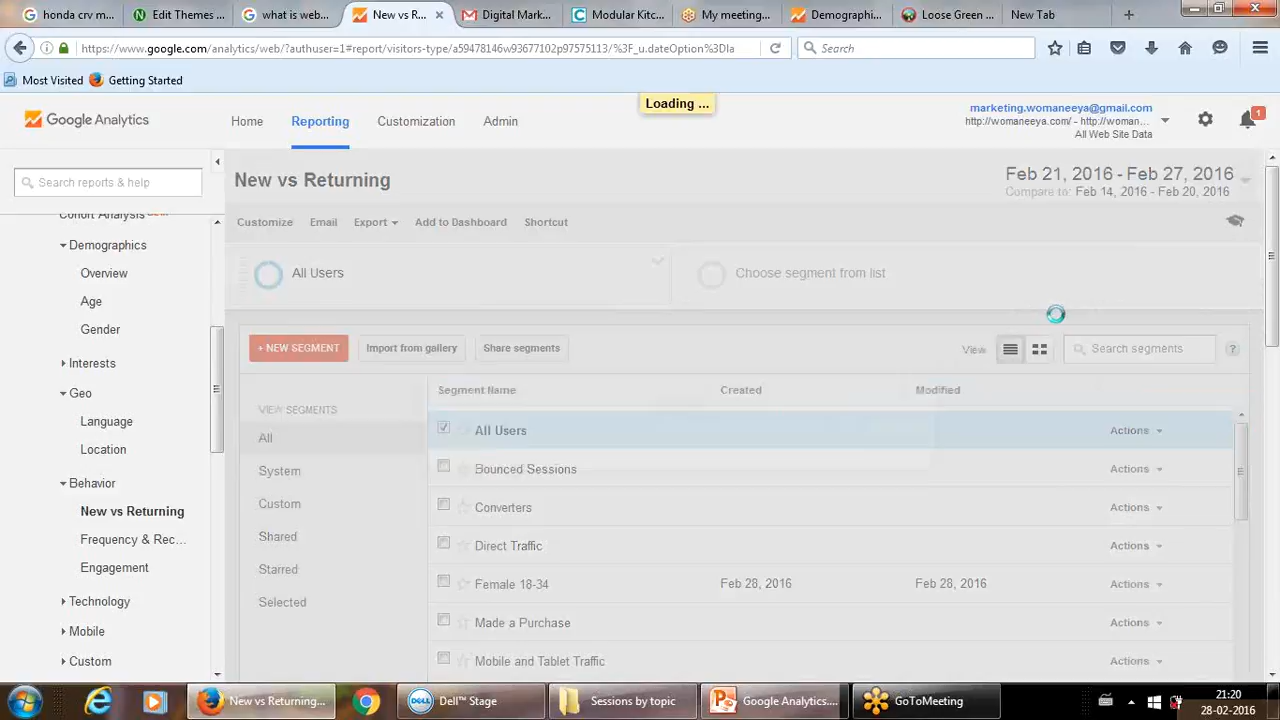 honda crv m...
Edit Themes ...
what is web...
New vs R...
Digital Mark...
Modular Kitc...
My meeting...
Demographi...
Loose Green ...
New Tab
https://www.google.com/analytics/web/?authuser=1#report/visitors-type/a59478146w93677103p97575113/%3F_u.dateOption%3Dla
Search
Most Visited
Getting Started
Loading ...
Google Analytics
Home
Reporting
Customization
Admin
marketing.womaneeya@gmail.com
http://womaneeya.com/ - http://woman...
All Web Site Data
1
Search reports & help
Cohort Analysis Beta
Demographics
Overview
Age
Gender
Interests
Geo
Language
Location
Behavior
New vs Returning
Frequency & Rec...
Engagement
Technology
Mobile
Custom
New vs Returning
Feb 21, 2016 - Feb 27, 2016
Compare to: Feb 14, 2016 - Feb 20, 2016
Customize
Email
Export
Add to Dashboard
Shortcut
All Users
Choose segment from list
+ NEW SEGMENT
Import from gallery
Share segments
View
Search segments
?
VIEW SEGMENTS
All
System
Custom
Shared
Starred
Selected
Segment Name Created Modified
All Users Actions
Bounced Sessions Actions
Converters Actions
Direct Traffic Actions
Female 18-34 Feb 28, 2016 Feb 28, 2016 Actions
Made a Purchase Actions
Mobile and Tablet Traffic Actions
New vs Returning...
DELL
Dell Stage
Sessions by topic
Google Analytics....
GoToMeeting
21:20
28-02-2016